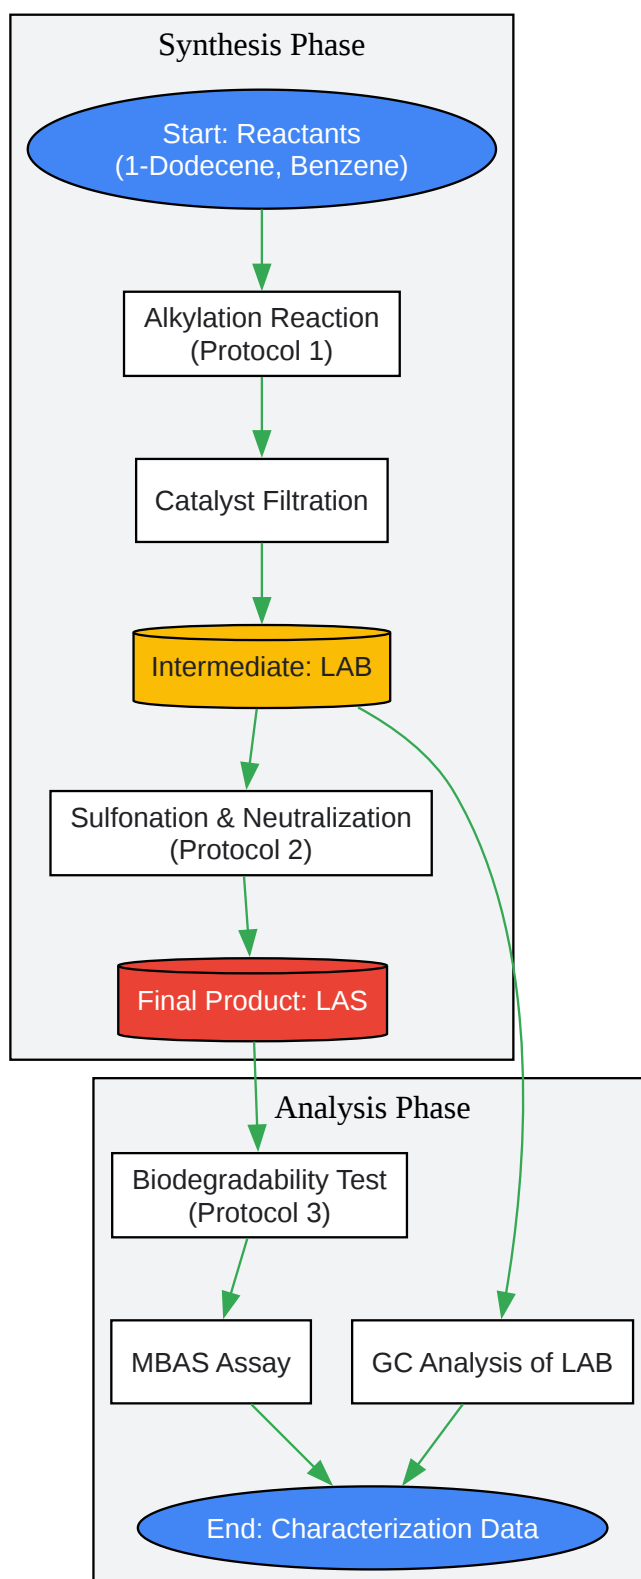 Synthesis Phase
Start: Reactants
(1-Dodecene, Benzene)
Alkylation Reaction
(Protocol 1)
Catalyst Filtration
Intermediate: LAB
Sulfonation & Neutralization
(Protocol 2)
Final Product: LAS
Analysis Phase
Biodegradability Test
(Protocol 3)
MBAS Assay
GC Analysis of LAB
End: Characterization Data